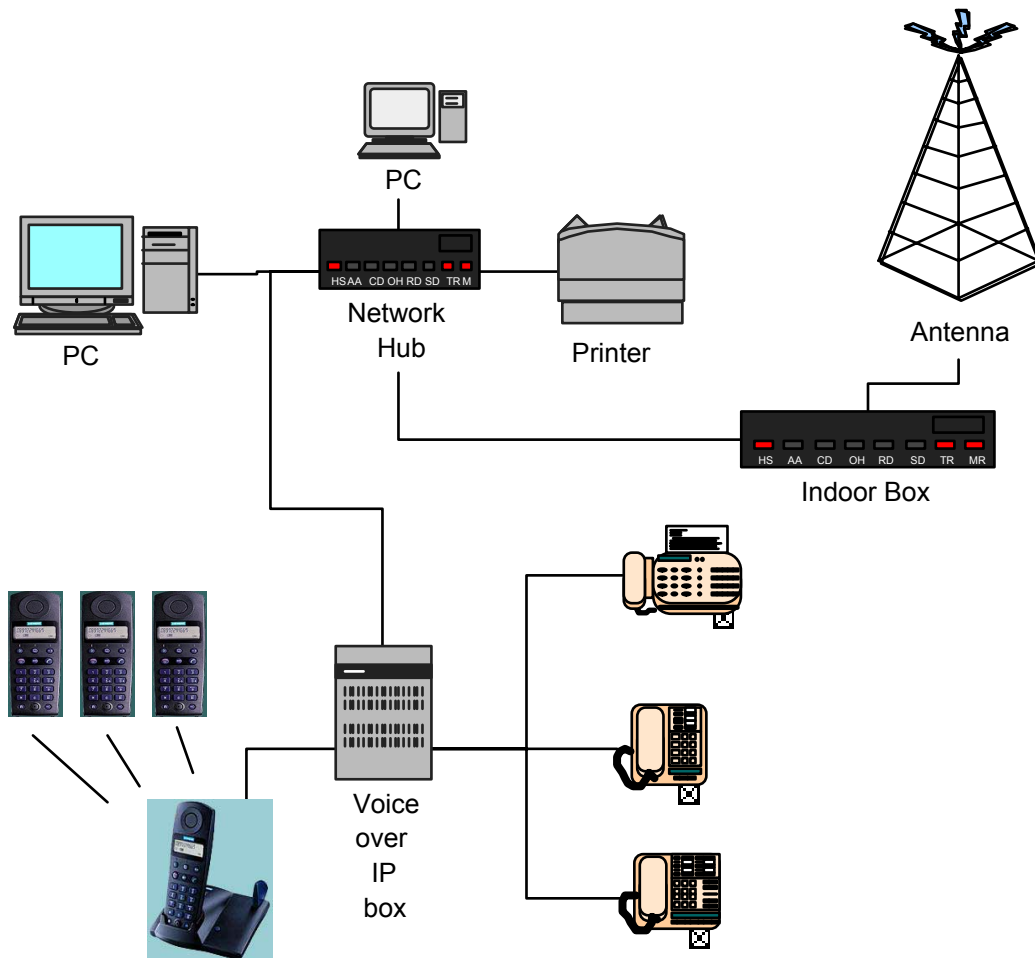 PC
HS AA CD OH RD SD TR M
Network
Hub
PC
Printer
Antenna
HS AA CD OH RD SD TR MR
Indoor Box
Voice
over
IP
box